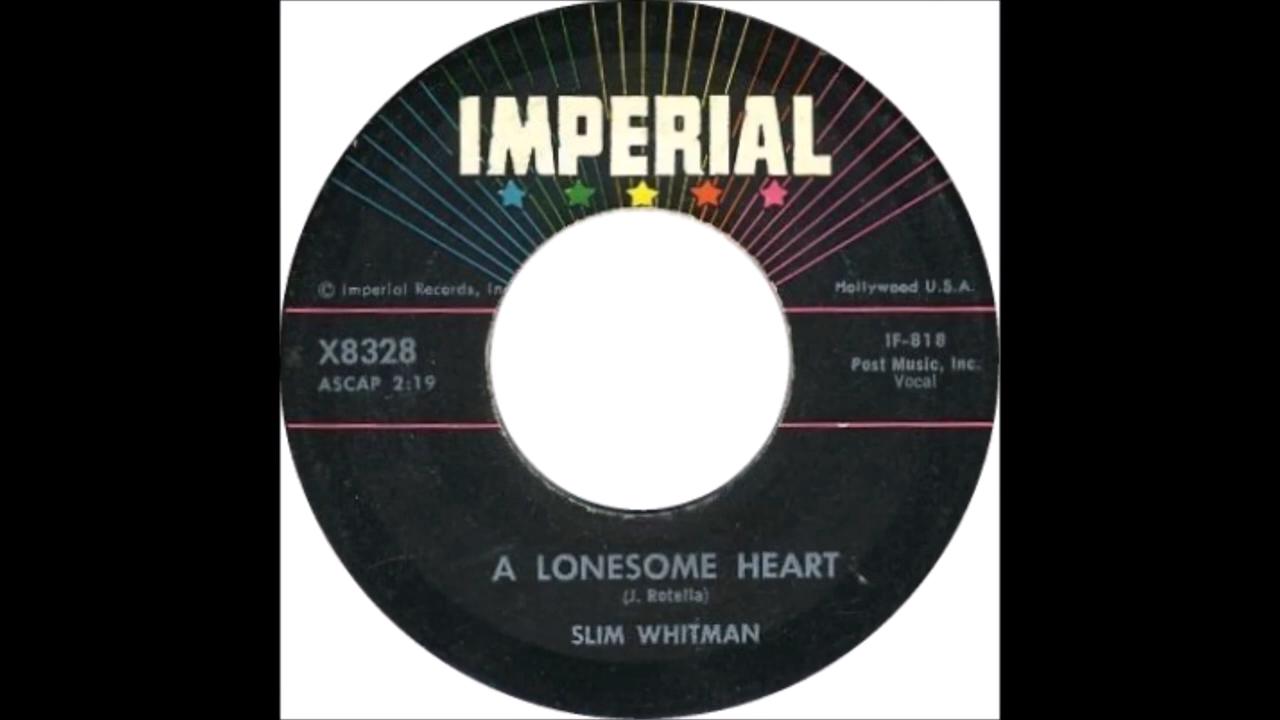 IMPERIAL
© Imperial Records, In
Hollywood U.S.A.
X8328
ASCAP 2:19
IF-818
Post Music, Inc.
Vocal
A LONESOME HEART
(J. Rotella)
SLIM WHITMAN